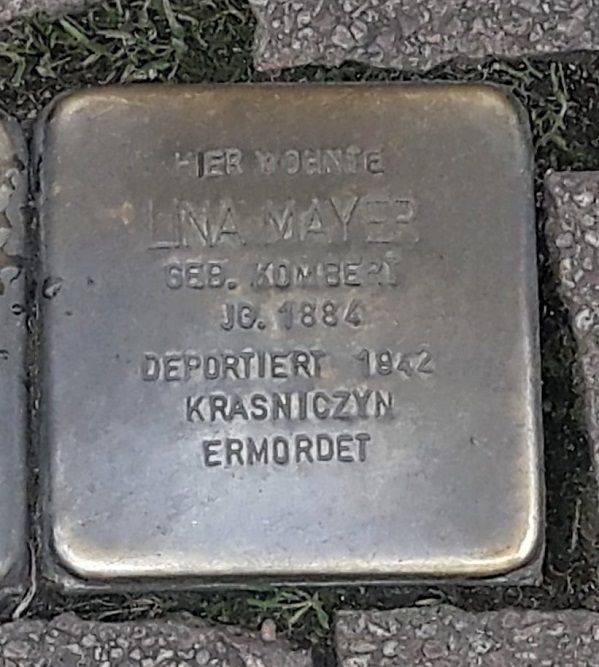 HIER WOHNTE
LINA MAYER
GEB. KOMBERT
JG. 1884
DEPORTIERT 1942
KRASNICZYN
ERMORDET